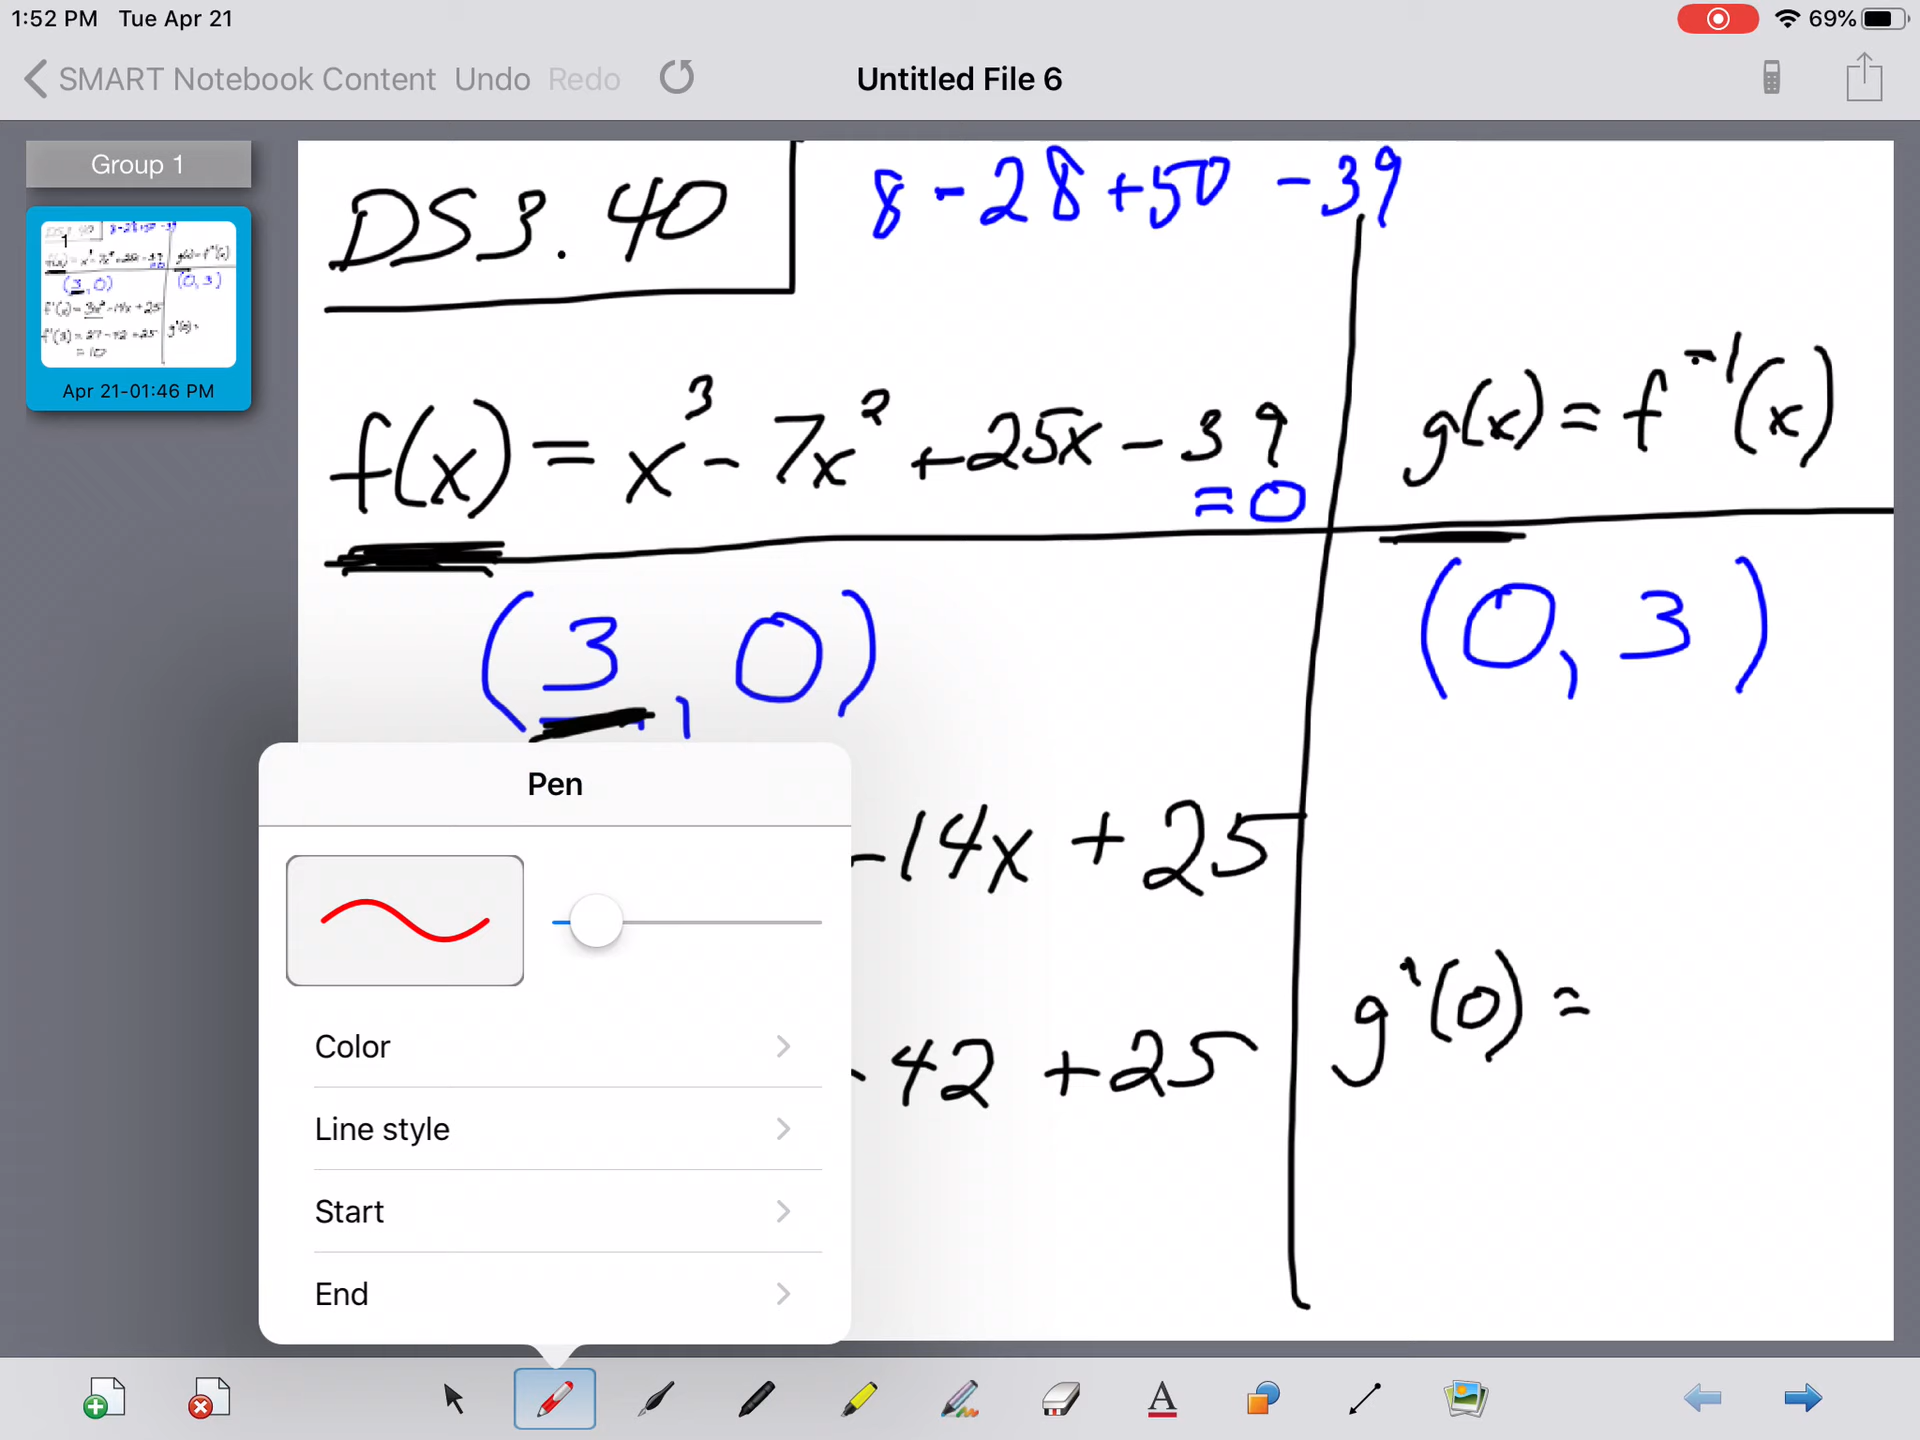 1:52 PM Tue Apr 21
69%
SMART Notebook Content Undo Redo
Untitled File 6
Group 1
1
Apr 21-01:46 PM
DS3.40
8 - 28 + 50 - 39
f(x) = x³ - 7x² + 25x - 39
= 0
g(x) = f⁻¹(x)
(3, 0)
(0, 3)
-14x + 25
- 42 + 25
g'(0) =
Pen
Color
Line style
Start
End
A